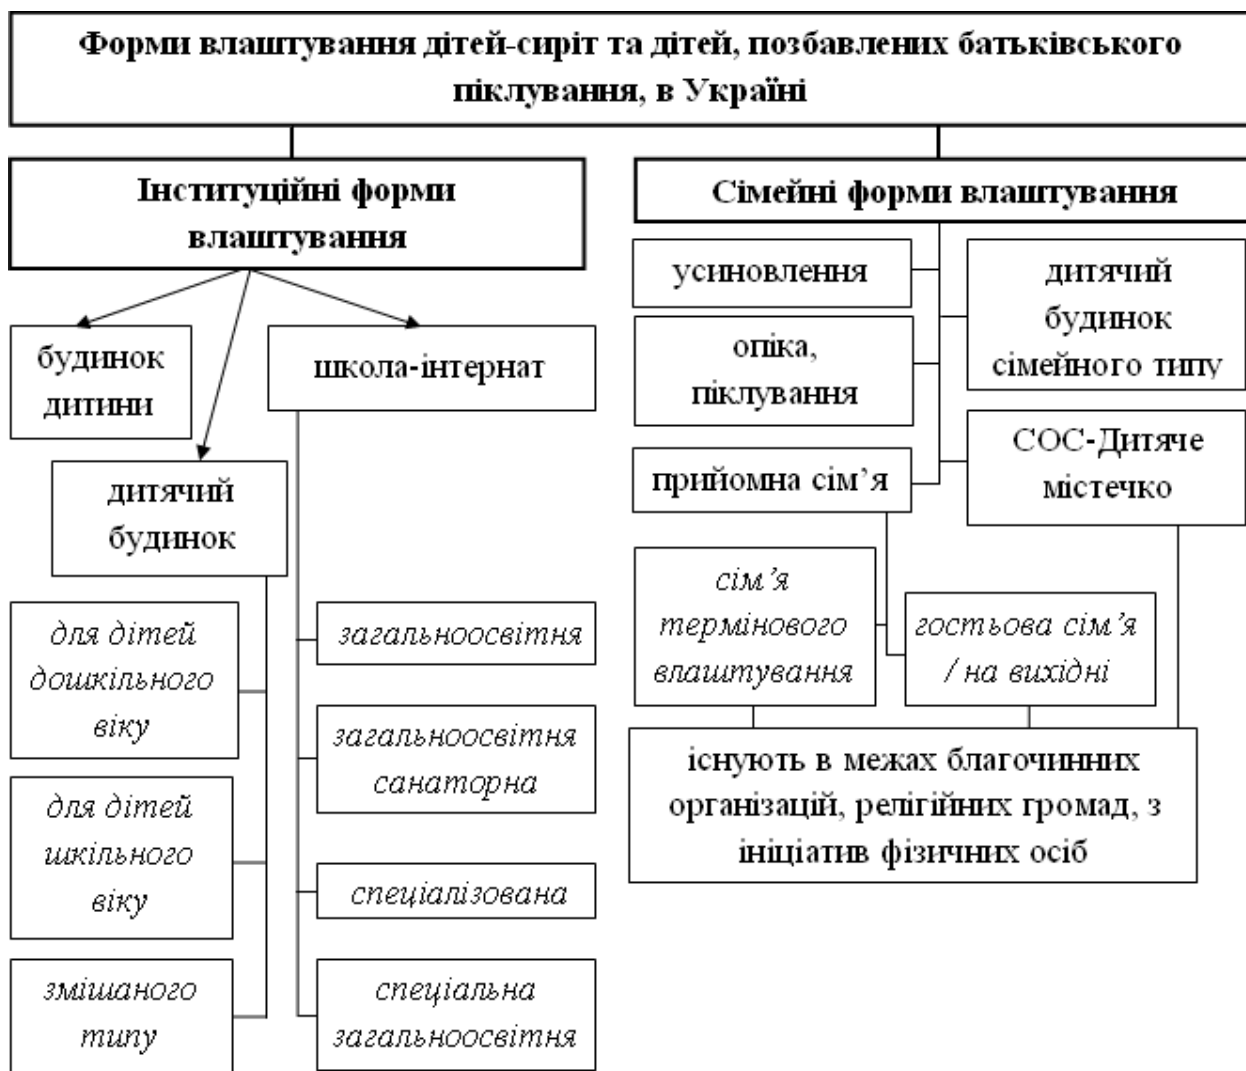 Форми влаштування дітей-сиріт та дітей, позбавлених батьківського
піклування, в Україні
Інституційні форми
влаштування
будинок
дитини
школа-інтернат
дитячий
будинок
для дітей
дошкільного
віку
для дітей
шкільного
віку
змішаного
типу
загальноосвітня
загальноосвітня
санаторна
спеціалізована
спеціальна
загальноосвітня
Сімейні форми влаштування
усиновлення
опіка,
піклування
прийомна сім’я
дитячий
будинок
сімейного типу
СОС-Дитяче
містечко
сім’я
термінового
влаштування
гостьова сім’я
/ на вихідні
існують в межах благочинних
організацій, релігійних громад, з
ініціатив фізичних осіб